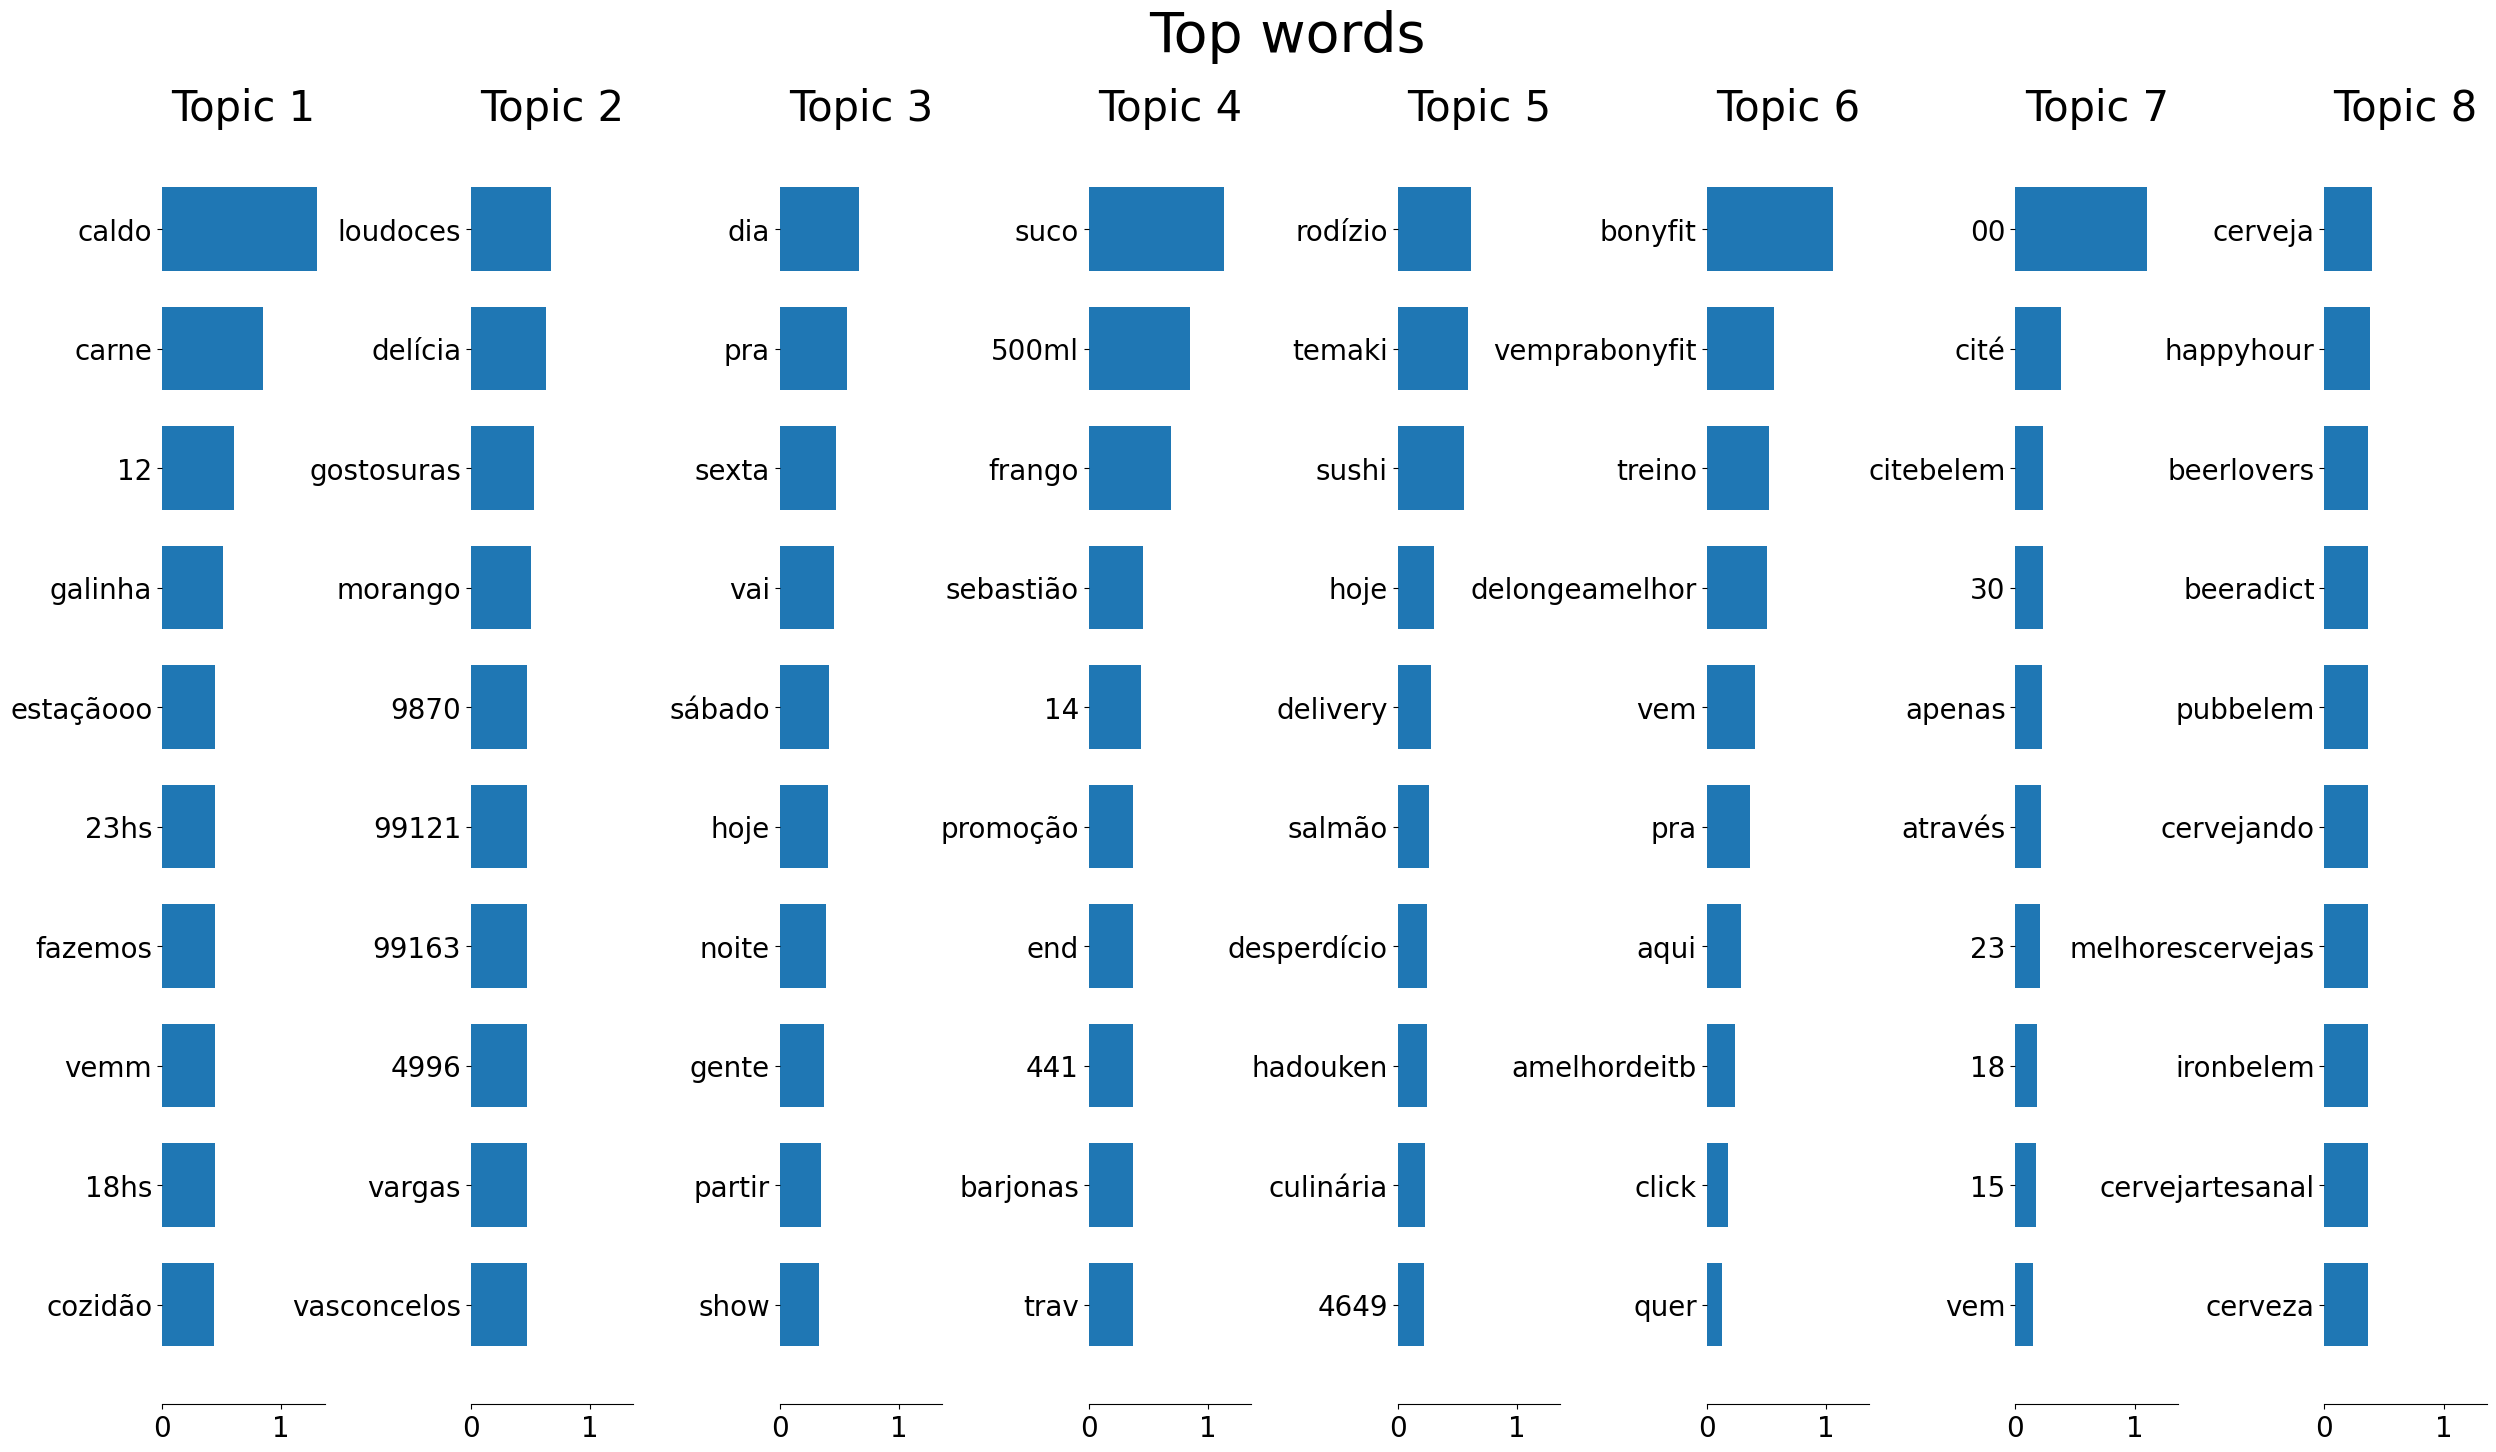 Top words
Topic 1
caldo
carne
12
galinha
estaçãooo
23hs
fazemos
vemm
18hs
cozidão
0 1
Topic 2
loudoces
delícia
gostosuras
morango
9870
99121
99163
4996
vargas
vasconcelos
0 1
Topic 3
dia
pra
sexta
vai
sábado
hoje
noite
gente
partir
show
0 1
Topic 4
suco
500ml
frango
sebastião
14
promoção
end
441
barjonas
trav
0 1
Topic 5
rodízio
temaki
sushi
hoje
delivery
salmão
desperdício
hadouken
culinária
4649
0 1
Topic 6
bonyfit
vemprabonyfit
treino
delongeamelhor
vem
pra
aqui
amelhordeitb
click
quer
0 1
Topic 7
00
cité
citebelem
30
apenas
através
23
18
15
vem
0 1
Topic 8
cerveja
happyhour
beerlovers
beeradict
pubbelem
cervejando
melhorescervejas
ironbelem
cervejartesanal
cerveza
0 1